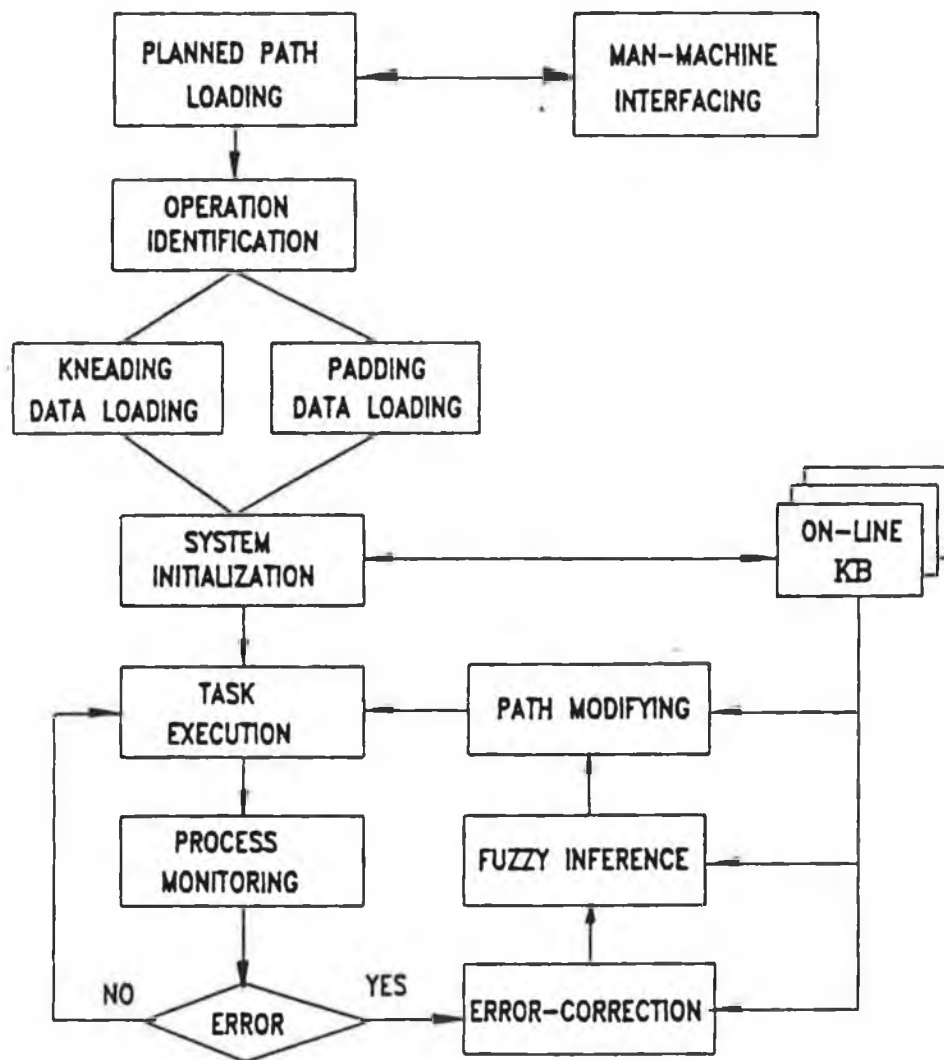 PLANNED PATH
LOADING
MAN-MACHINE
INTERFACING
OPERATION
IDENTIFICATION
KNEADING
DATA LOADING
PADDING
DATA LOADING
SYSTEM
INITIALIZATION
ON-LINE
KB
TASK
EXECUTION
PATH MODIFYING
PROCESS
MONITORING
FUZZY INFERENCE
NO
YES
ERROR
ERROR-CORRECTION